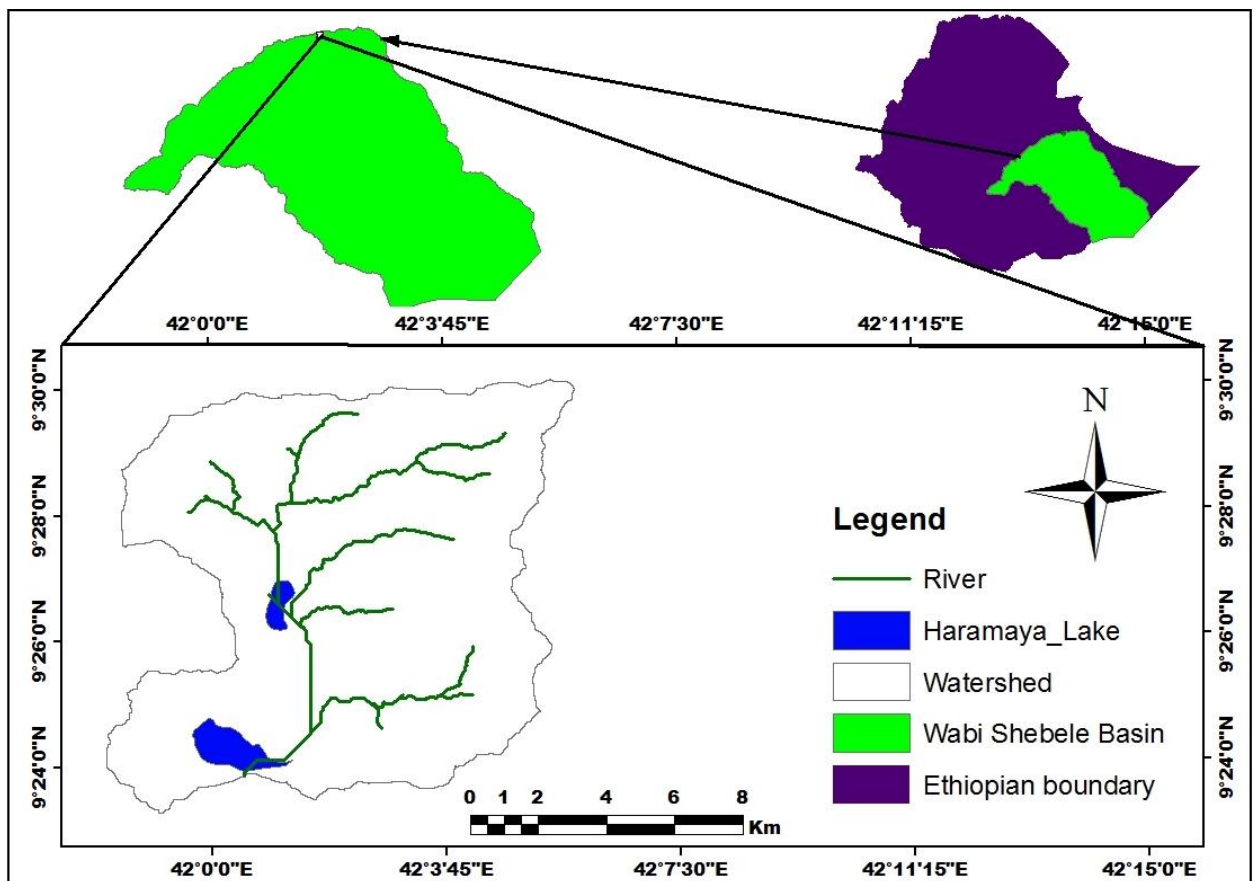 42°0'0"E 42°3'45"E 42°7'30"E 42°11'15"E 42°15'0"E
9°30'0"N 9°30'0"N
N
9°28'0"N 9°28'0"N
Legend
River
Haramaya_Lake
9°26'0"N 9°26'0"N
Watershed
Wabi Shebele Basin
9°24'0"N 9°24'0"N
Ethiopian boundary
0 1 2 4 6 8
Km
42°0'0"E 42°3'45"E 42°7'30"E 42°11'15"E 42°15'0"E